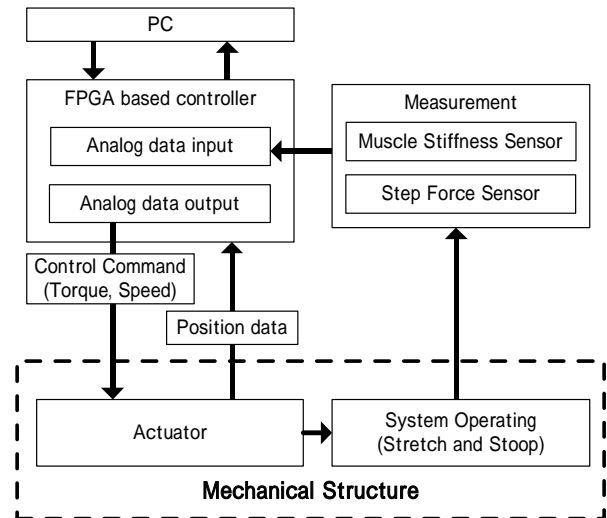 PC
FPGA based controller
Analog data input
Analog data output
Measurement
Muscle Stiffness Sensor
Step Force Sensor
Control Command
(Torque, Speed)
Position data
Actuator
System Operating
(Stretch and Stoop)
Mechanical Structure